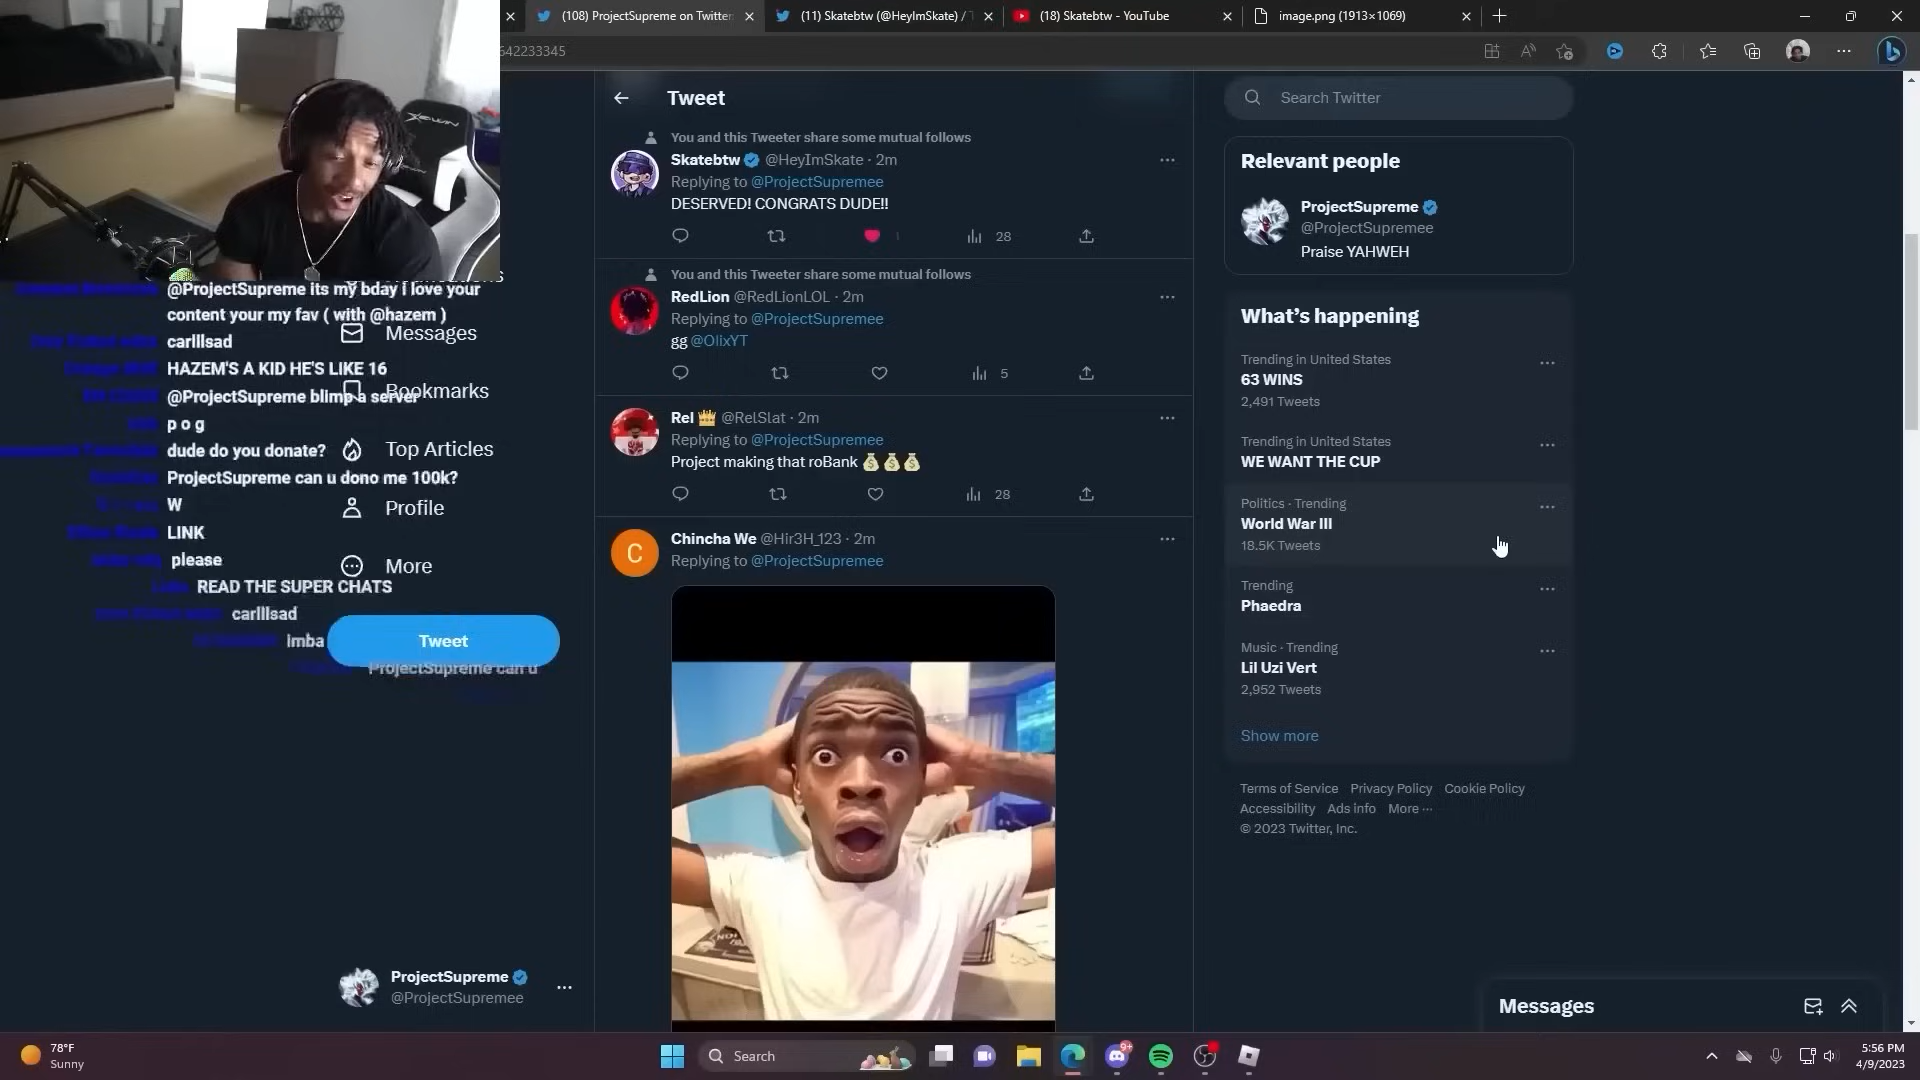 (108) ProjectSupreme on Twitter
(11) Skatebtw (@HeyImSkate) /
(18) Skatebtw - YouTube
image.png (1913×1069)
642233345
Tweet
You and this Tweeter share some mutual follows
Skatebtw @HeyImSkate · 2m
Replying to @ProjectSupremee
DESERVED! CONGRATS DUDE!!
1
28
You and this Tweeter share some mutual follows
RedLion @RedLionLOL · 2m
Replying to @ProjectSupremee
gg @OlixYT
5
Rel 👑 @RelSlat · 2m
Replying to @ProjectSupremee
Project making that roBank 💰💰💰
28
Chincha We @Hir3H_123 · 2m
Replying to @ProjectSupremee
C
Search Twitter
Relevant people
ProjectSupreme
@ProjectSupremee
Praise YAHWEH
What's happening
Trending in United States
63 WINS
2,491 Tweets
Trending in United States
WE WANT THE CUP
Politics · Trending
World War III
18.5K Tweets
Trending
Phaedra
Music · Trending
Lil Uzi Vert
2,952 Tweets
Show more
Terms of Service Privacy Policy Cookie Policy
Accessibility Ads info More ···
© 2023 Twitter, Inc.
Messages
@ProjectSupreme its my bday i love your
content your my fav ( with @hazem )
carlllsad
HAZEM'S A KID HE'S LIKE 16
@ProjectSupreme blimp a server
p o g
dude do you donate?
ProjectSupreme can u dono me 100k?
W
LINK
please
READ THE SUPER CHATS
carlllsad
imba
ProjectSupreme can u
Messages
Bookmarks
Top Articles
Profile
More
Tweet
ProjectSupreme
@ProjectSupremee
78°F
Sunny
Search
9+
5:56 PM
4/9/2023